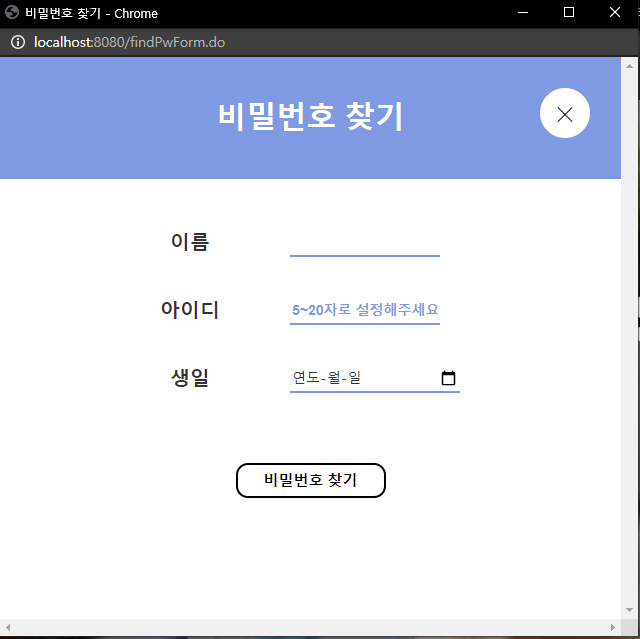 비밀번호 찾기 - Chrome
localhost:8080/findPwForm.do
비밀번호 찾기
이름
아이디
5~20자로 설정해주세요
생일
연도-월-일
비밀번호 찾기